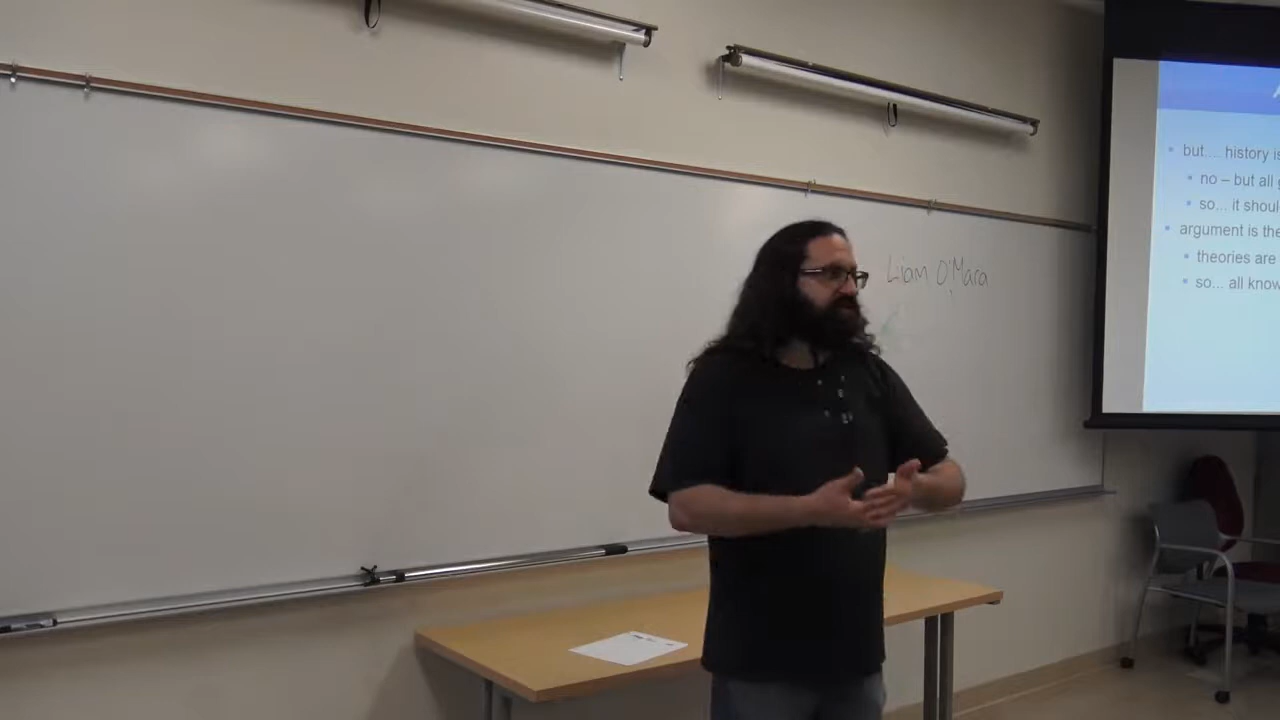 Liam O'Mara
but,... history is
no – but all
so... it shoul
argument is the
theories are
so... all know